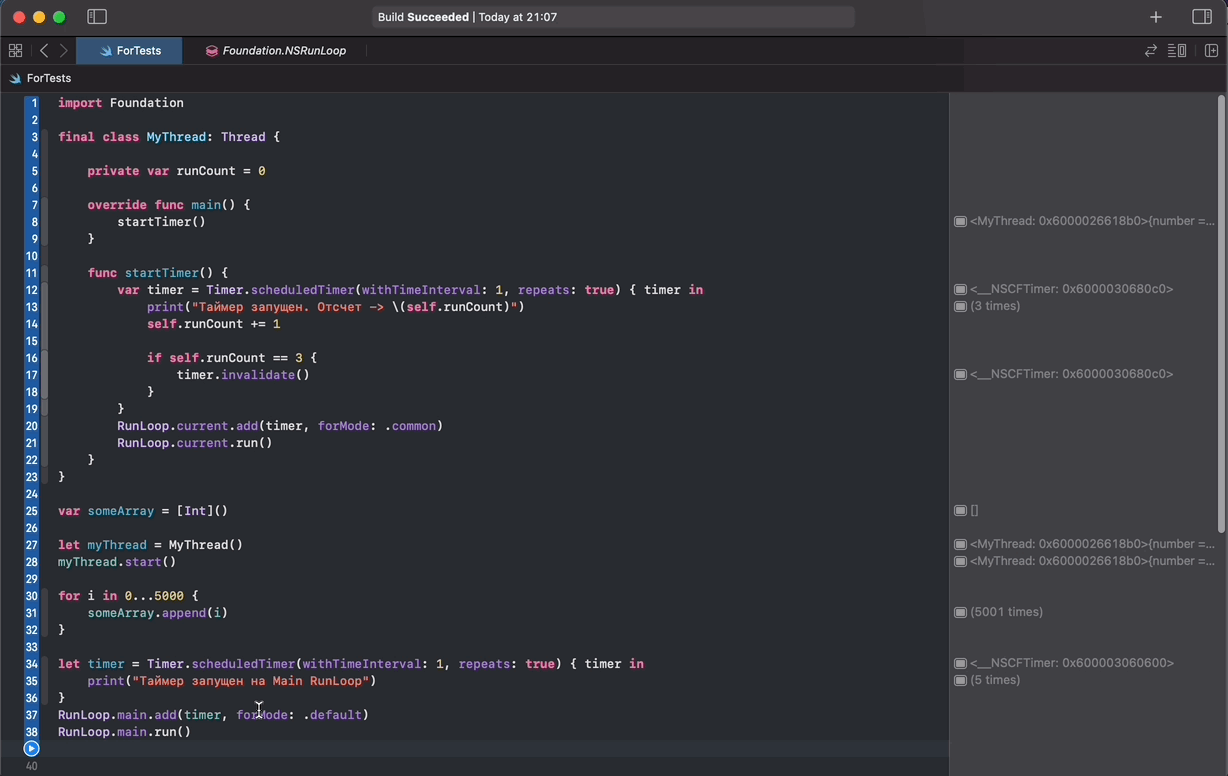 Build Succeeded | Today at 21:07
ForTests
Foundation.NSRunLoop
ForTests
1 import Foundation
2
3 final class MyThread: Thread {
4
5 private var runCount = 0
6
7 override func main() {
8 startTimer() <MyThread: 0x6000026618b0>{number =...
9 }
10
11 func startTimer() {
12 var timer = Timer.scheduledTimer(withTimeInterval: 1, repeats: true) { timer in <__NSCFTimer: 0x6000030680c0>
13 print("Таймер запущен. Отсчет -> \(self.runCount)") (3 times)
14 self.runCount += 1
15
16 if self.runCount == 3 {
17 timer.invalidate() <__NSCFTimer: 0x6000030680c0>
18 }
19 }
20 RunLoop.current.add(timer, forMode: .common)
21 RunLoop.current.run()
22 }
23 }
24
25 var someArray = [Int]() []
26
27 let myThread = MyThread() <MyThread: 0x6000026618b0>{number =...
28 myThread.start() <MyThread: 0x6000026618b0>{number =...
29
30 for i in 0...5000 {
31 someArray.append(i) (5001 times)
32 }
33
34 let timer = Timer.scheduledTimer(withTimeInterval: 1, repeats: true) { timer in <__NSCFTimer: 0x600003060600>
35 print("Таймер запущен на Main RunLoop") (5 times)
36 }
37 RunLoop.main.add(timer, forMode: .default)
38 RunLoop.main.run()
40